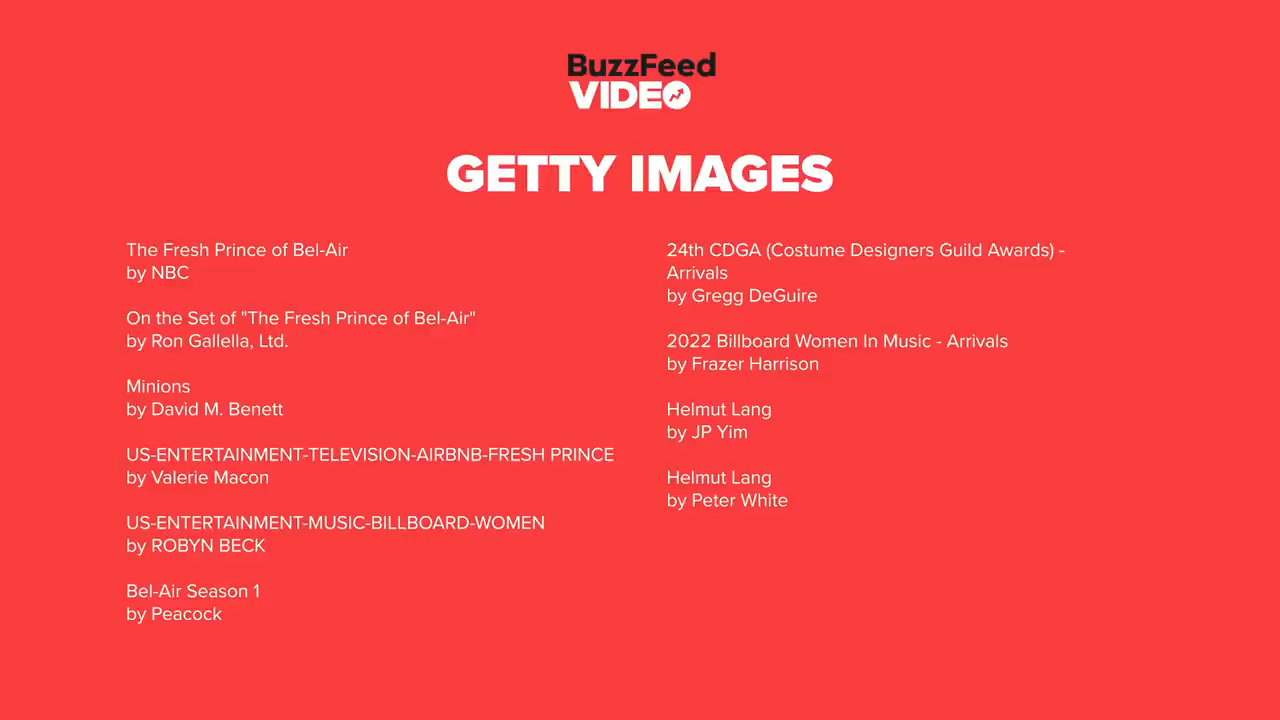 BuzzFeed
VIDEO
GETTY IMAGES
The Fresh Prince of Bel-Air
by NBC
On the Set of "The Fresh Prince of Bel-Air"
by Ron Gallella, Ltd.
Minions
by David M. Benett
US-ENTERTAINMENT-TELEVISION-AIRBNB-FRESH PRINCE
by Valerie Macon
US-ENTERTAINMENT-MUSIC-BILLBOARD-WOMEN
by ROBYN BECK
Bel-Air Season 1
by Peacock
24th CDGA (Costume Designers Guild Awards) -
Arrivals
by Gregg DeGuire
2022 Billboard Women In Music - Arrivals
by Frazer Harrison
Helmut Lang
by JP Yim
Helmut Lang
by Peter White